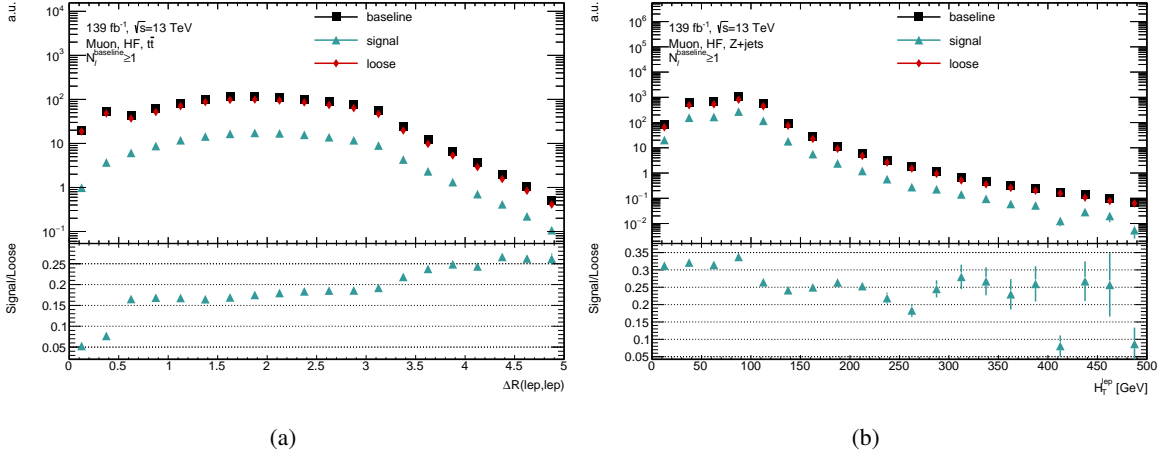 a.u.
139 fb⁻¹, √s=13 TeV
Muon, HF, tt̄
N_l^baseline≥1
baseline
signal
loose
10⁴
10³
10²
10
1
10⁻¹
Signal/Loose
0.25
0.2
0.15
0.1
0.05
0 0.5 1 1.5 2 2.5 3 3.5 4 4.5 5
ΔR(lep,lep)
(a)
a.u.
139 fb⁻¹, √s=13 TeV
Muon, HF, Z+jets
N_l^baseline≥1
baseline
signal
loose
10⁶
10⁵
10⁴
10³
10²
10
1
10⁻¹
10⁻²
Signal/Loose
0.35
0.3
0.25
0.2
0.15
0.1
0.05
0 50 100 150 200 250 300 350 400 450 500
H_T^lep [GeV]
(b)